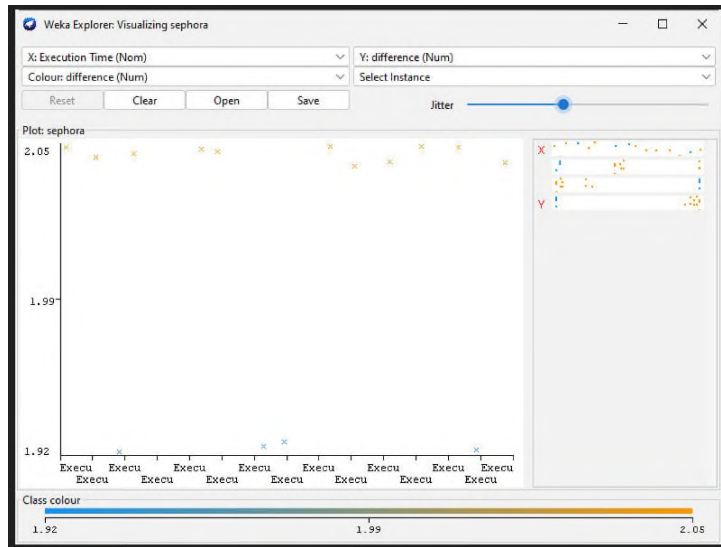 Weka Explorer: Visualizing sephora
X: Execution Time (Nom) Y: difference (Num)
Colour: difference (Num) Select Instance
Reset Clear Open Save Jitter
Plot: sephora
2.05
X
Y
1.99
1.92
Execu Execu Execu Execu Execu Execu Execu
Execu Execu Execu Execu Execu Execu Execu
Class colour
1.92 1.99 2.05